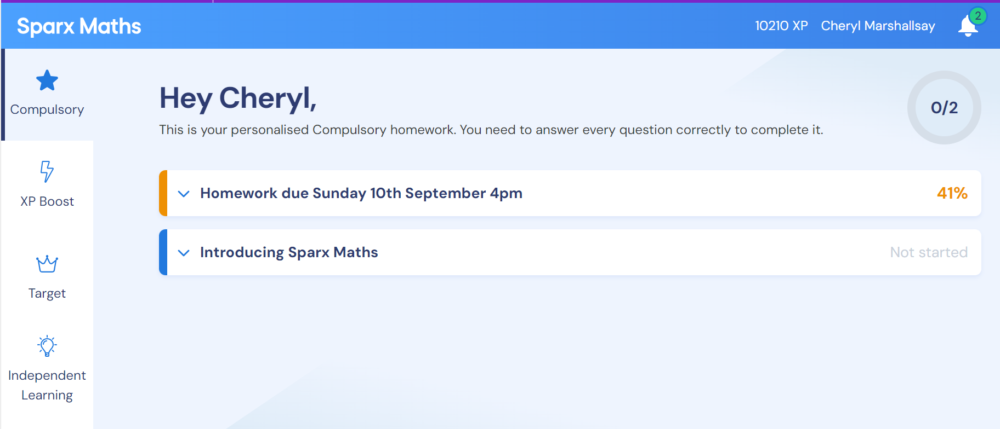 Sparx Maths
10210 XP Cheryl Marshallsay
2
Compulsory
XP Boost
Target
Independent
Learning
Hey Cheryl,
This is your personalised Compulsory homework. You need to answer every question correctly to complete it.
0/2
Homework due Sunday 10th September 4pm 41%
Introducing Sparx Maths Not started